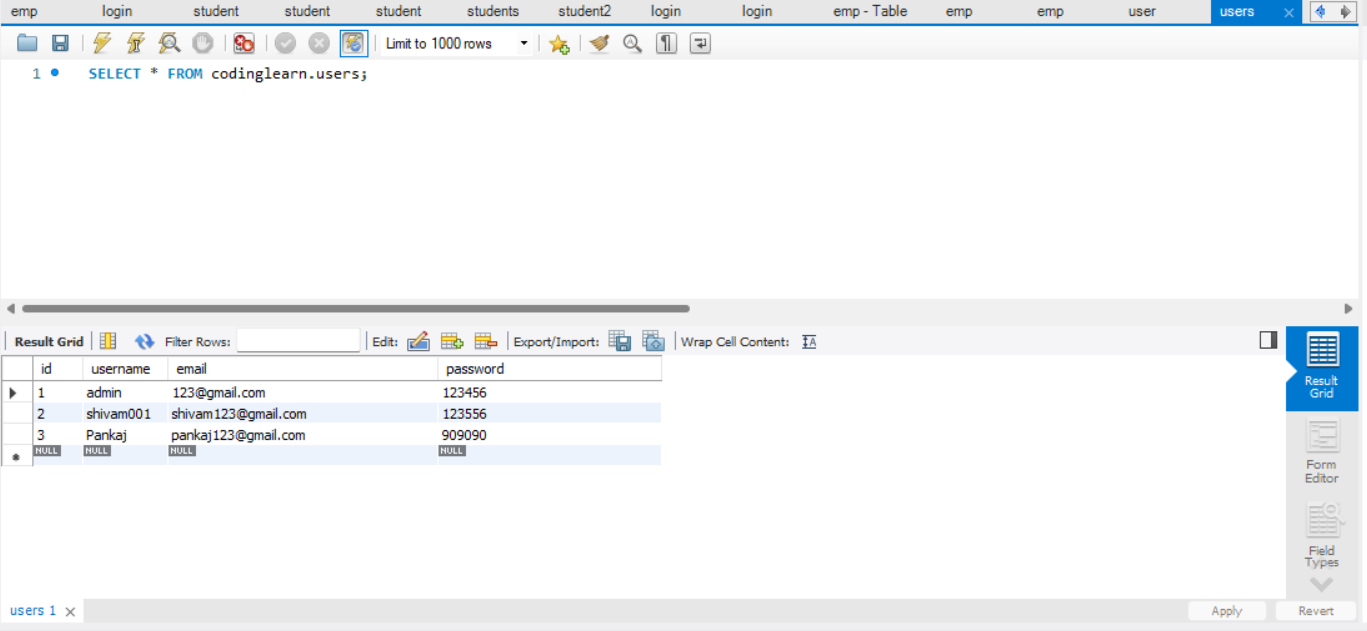 emp login student student student students student2 login login emp - Table emp emp user users
Limit to 1000 rows
1 SELECT * FROM codinglearn.users;
Result Grid Filter Rows: Edit: Export/Import: Wrap Cell Content:
id username email password
1 admin 123@gmail.com 123456
2 shivam001 shivam123@gmail.com 123556
3 Pankaj pankaj123@gmail.com 909090
NULL NULL NULL NULL
Result
Grid
Form
Editor
Field
Types
users 1 Apply Revert